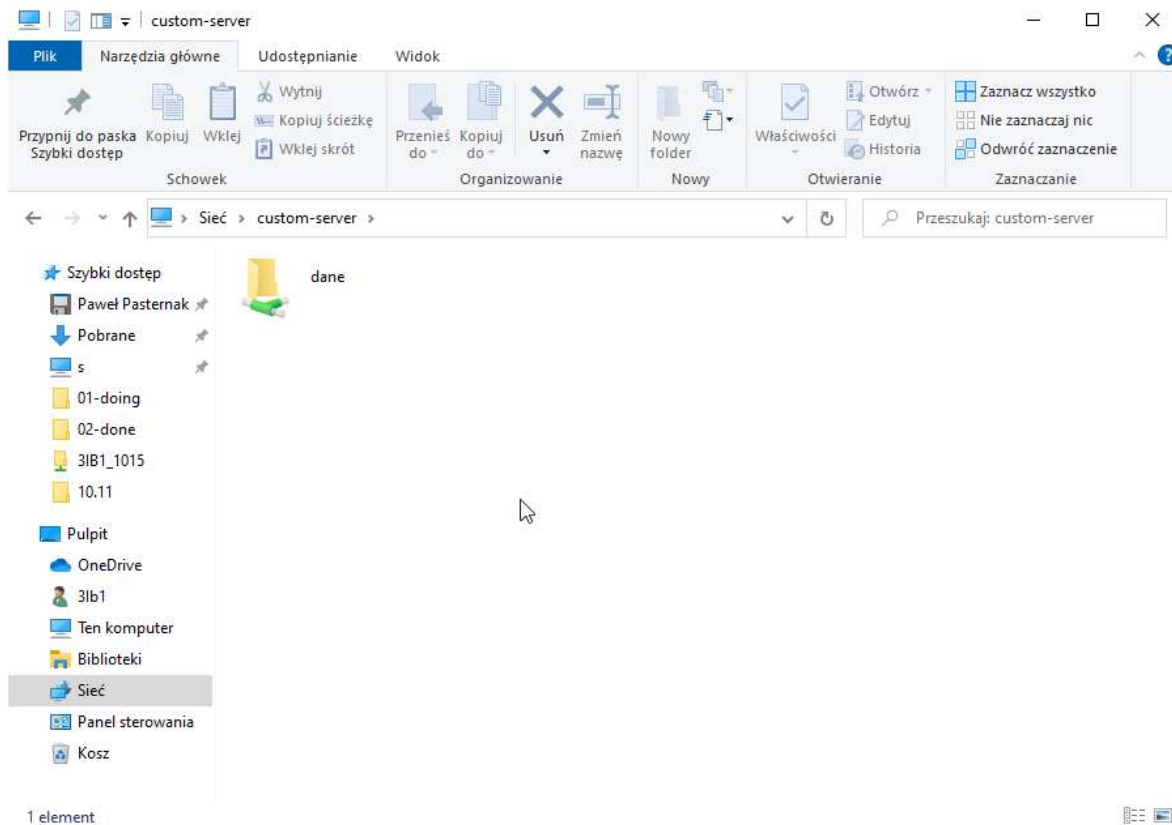 custom-server
Plik Narzędzia główne Udostępnianie Widok
Przypnij do paska Szybki dostęp
Kopiuj
Wklej
Wytnij
Kopiuj ścieżkę
Wklej skrót
Schowek
Przenieś do
Kopiuj do
Usuń
Zmień nazwę
Organizowanie
Nowy folder
Nowy
Właściwości
Otwórz
Edytuj
Historia
Otwieranie
Zaznacz wszystko
Nie zaznaczaj nic
Odwróć zaznaczenie
Zaznaczanie
Sieć custom-server
Przeszukaj: custom-server
Szybki dostęp
Paweł Pasternak
Pobrane
s
01-doing
02-done
3IB1_1015
10.11
Pulpit
OneDrive
3Ib1
Ten komputer
Biblioteki
Sieć
Panel sterowania
Kosz
dane
1 element